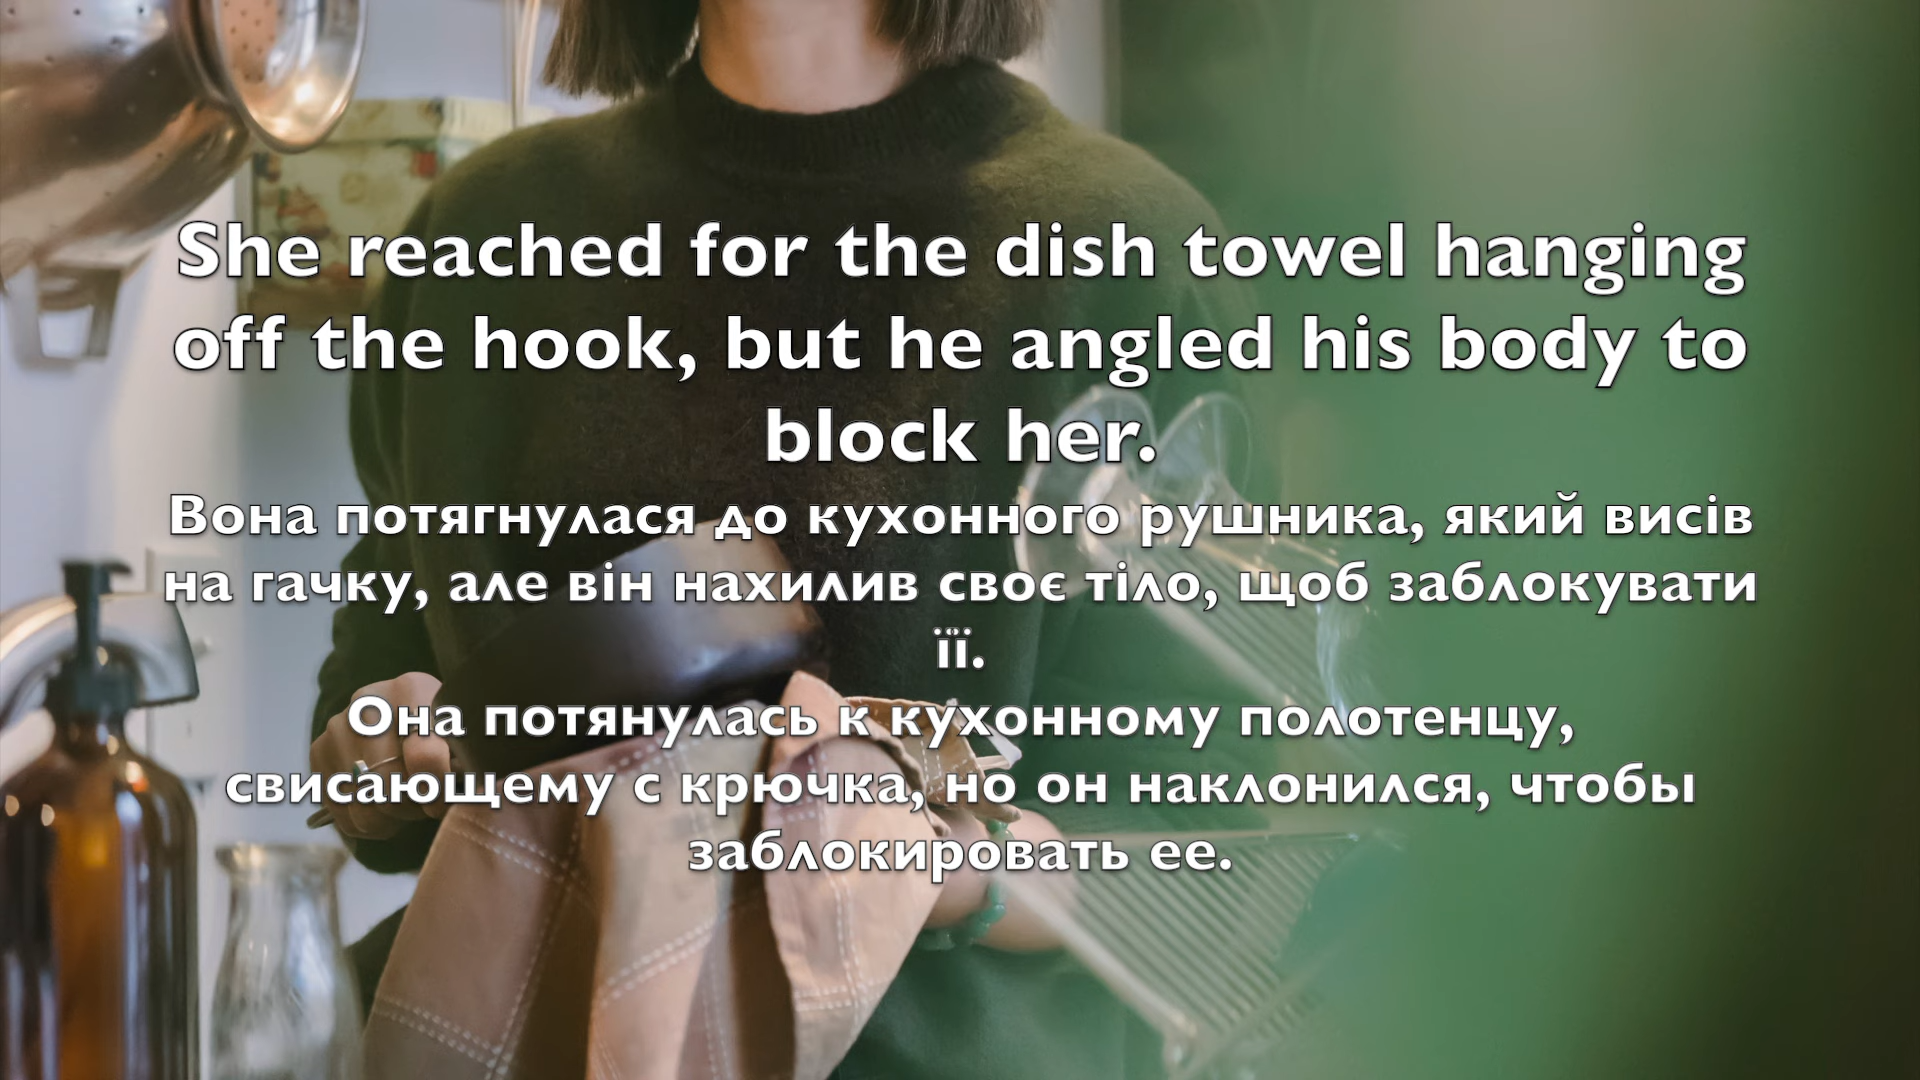 She reached for the dish towel hanging
off the hook, but he angled his body to
block her.
Вона потягнулася до кухонного рушника, який висів
на гачку, але він нахилив своє тіло, щоб заблокувати
її.
Она потянулась к кухонному полотенцу,
свисающему с крючка, но он наклонился, чтобы
заблокировать ее.